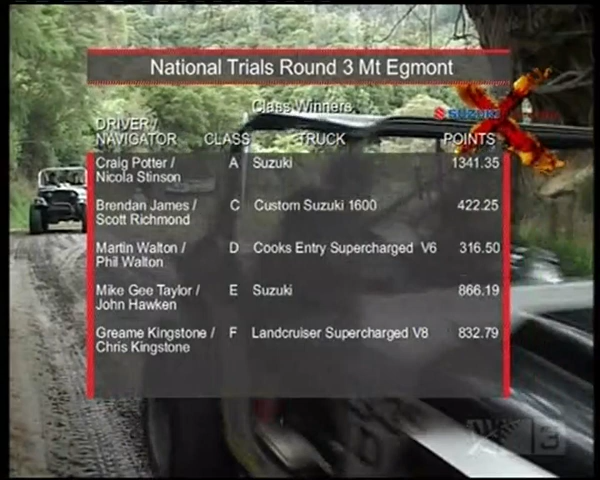 National Trials Round 3 Mt Egmont
Class Winners
SUZUKI
DRIVER / NAVIGATOR CLASS TRUCK POINTS
Craig Potter / Nicola Stinson A Suzuki 1341.35
Brendan James / Scott Richmond C Custom Suzuki 1600 422.25
Martin Walton / Phil Walton D Cooks Entry Supercharged V6 316.50
Mike Gee Taylor / John Hawken E Suzuki 866.19
Greame Kingstone / Chris Kingstone F Landcruiser Supercharged V8 832.79
3